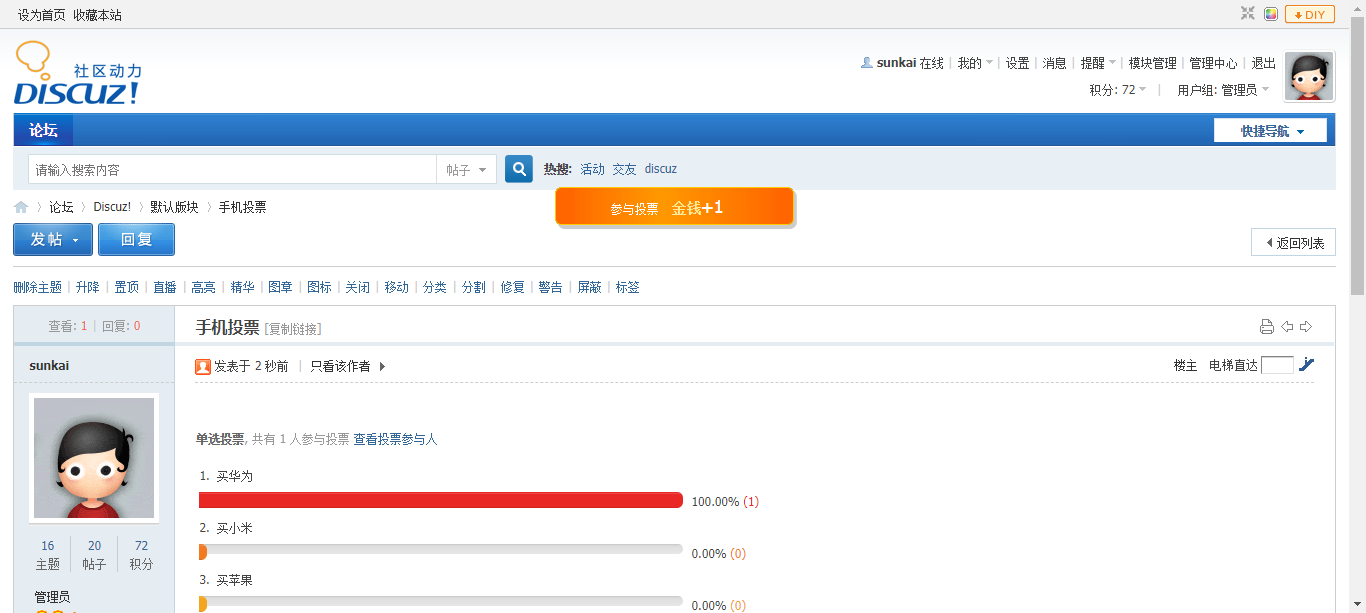 设为首页 收藏本站
DIY
社区动力
DISCUZ!
sunkai 在线 我的 设置 消息 提醒 模块管理 管理中心 退出
积分: 72 用户组: 管理员
论坛 快捷导航
请输入搜索内容 帖子 热搜: 活动 交友 discuz
论坛 Discuz! 默认版块 手机投票
参与投票 金钱+1
发帖 回复 返回列表
删除主题 升降 置顶 直播 高亮 精华 图章 图标 关闭 移动 分类 分割 修复 警告 屏蔽 标签
查看: 1 回复: 0 手机投票 [复制链接]
sunkai 发表于 2 秒前 只看该作者 楼主 电梯直达
单选投票, 共有 1 人参与投票 查看投票参与人
1. 买华为
100.00% (1)
2. 买小米
0.00% (0)
3. 买苹果
0.00% (0)
16 20 72
主题 帖子 积分
管理员